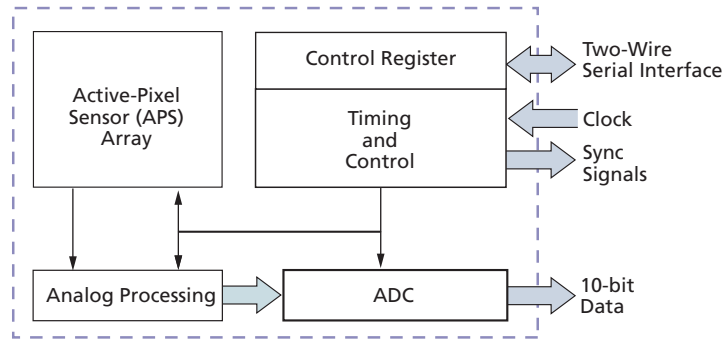 Active-Pixel
Sensor (APS)
Array
Control Register
Timing
and
Control
Two-Wire
Serial Interface
Clock
Sync
Signals
Analog Processing
ADC
10-bit
Data